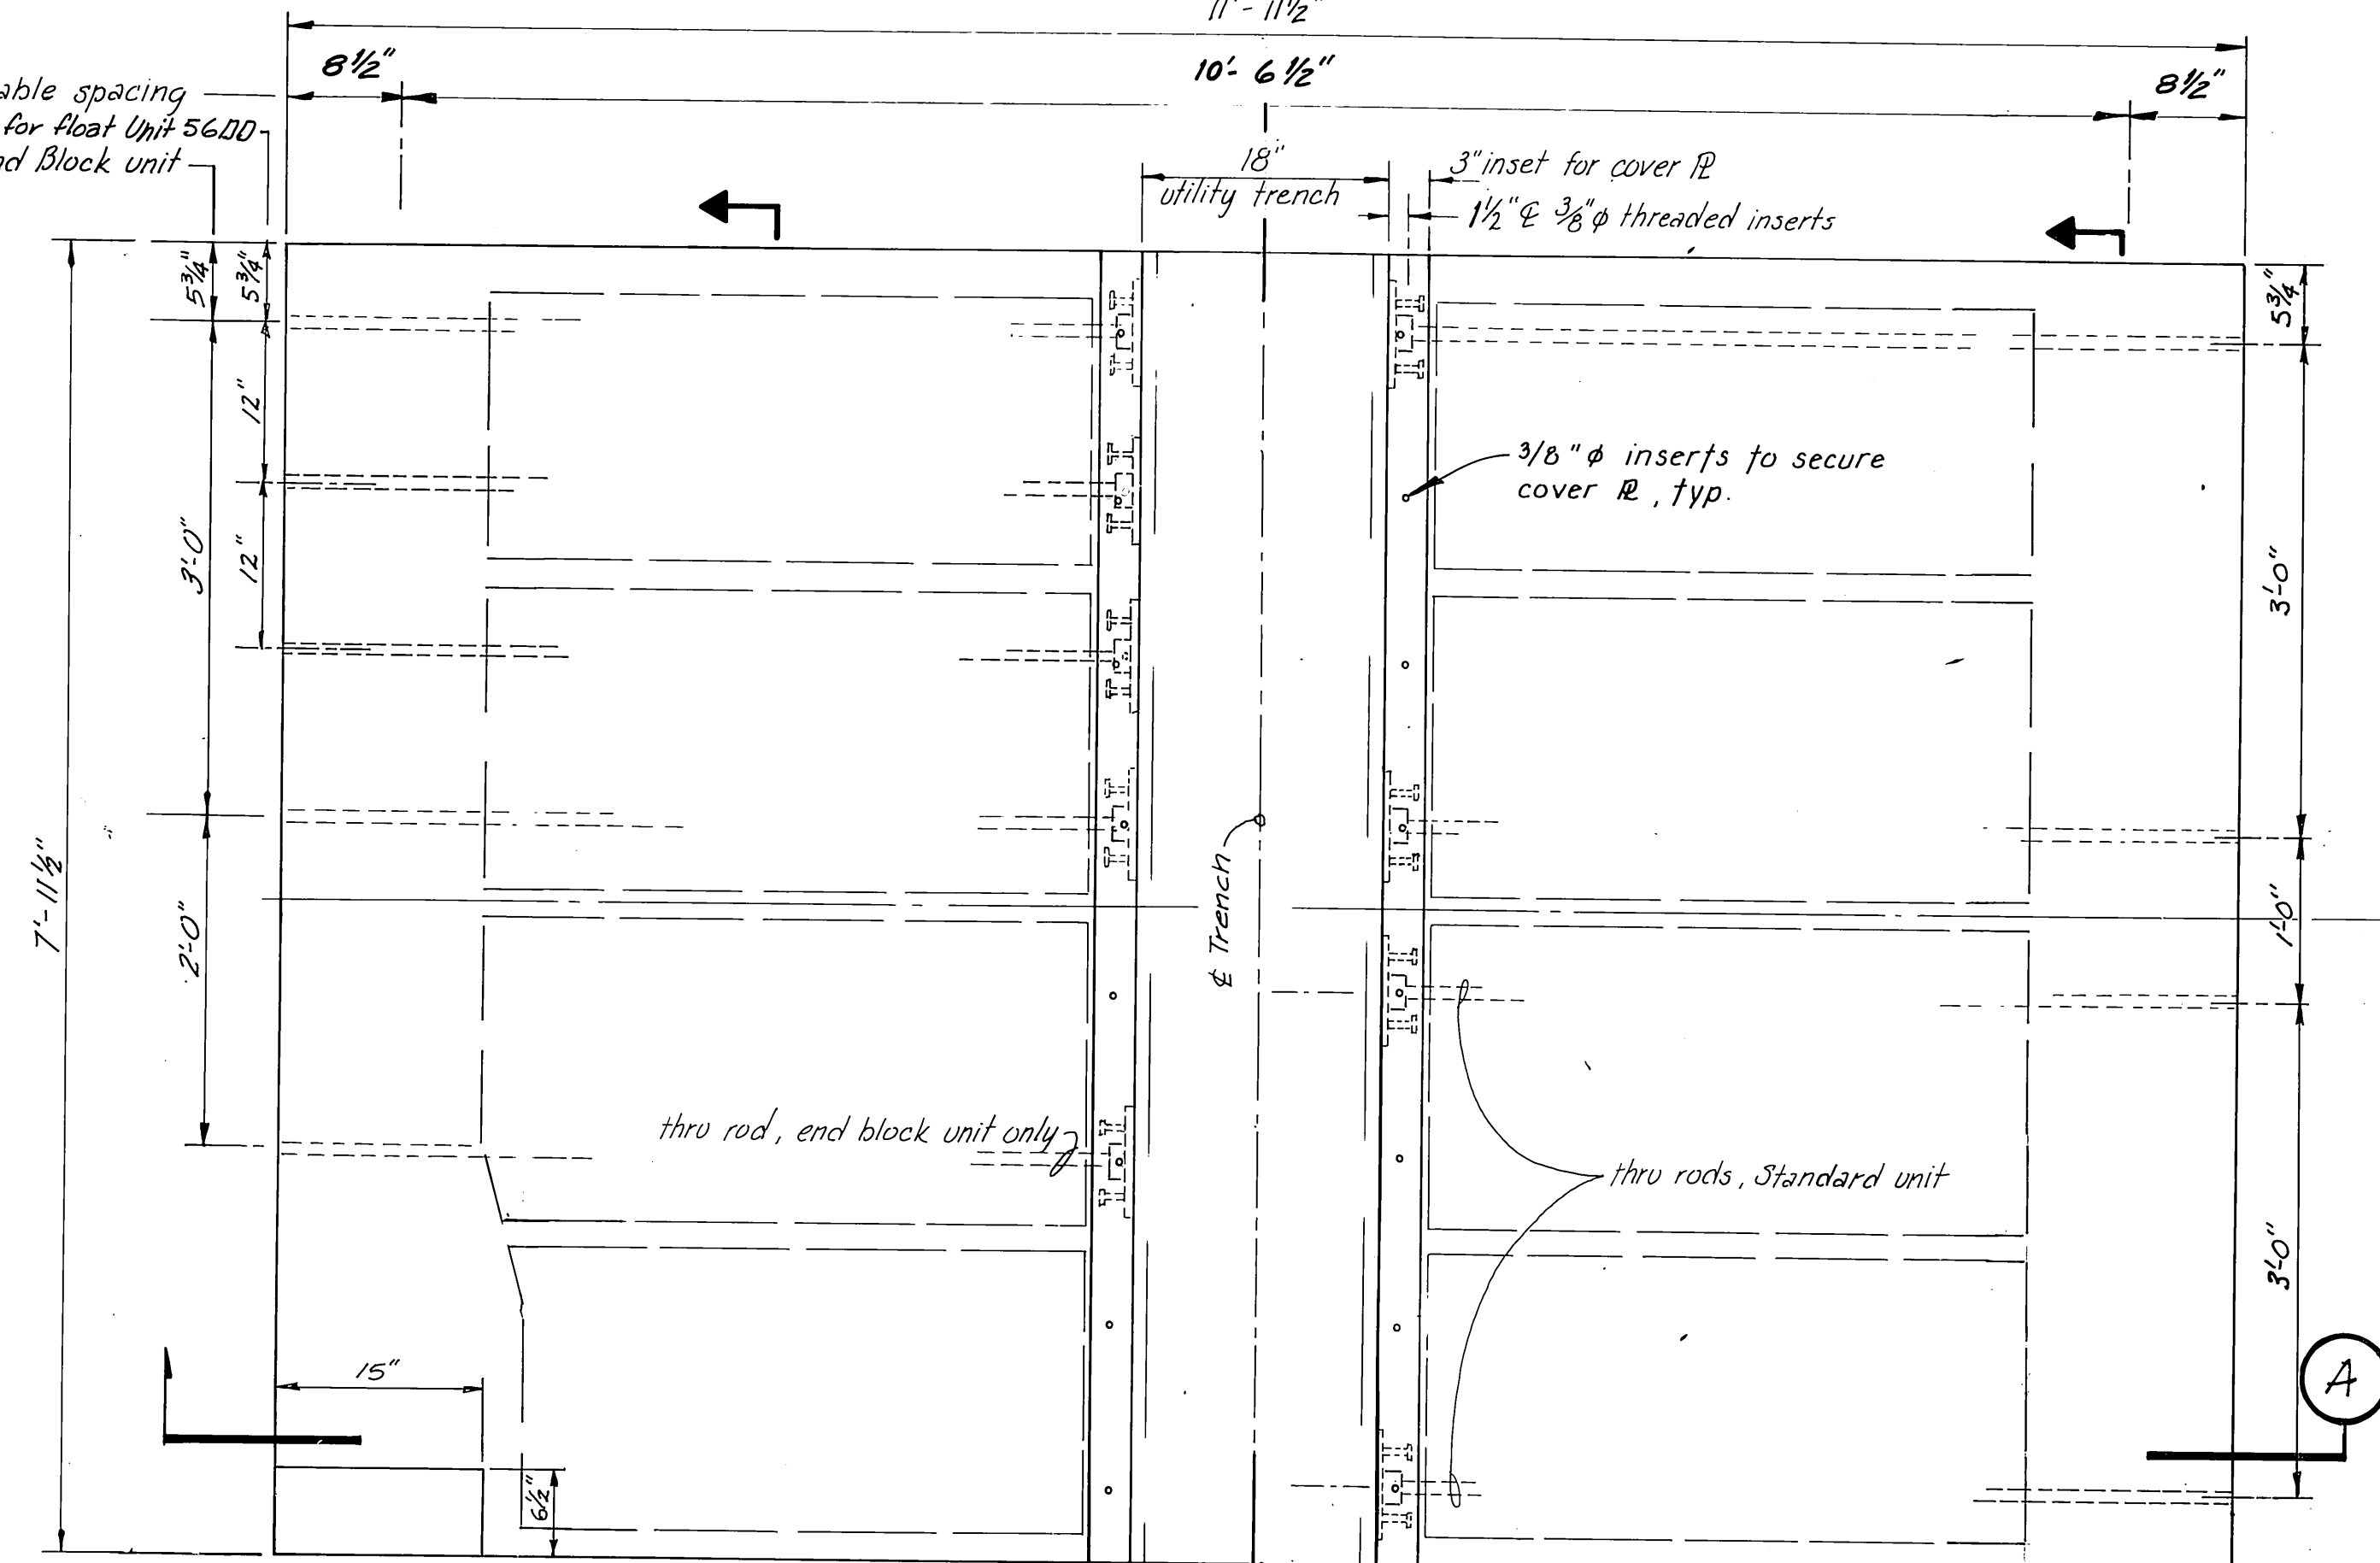 11'- 11½"
8½"
10'- 6½"
8½"
spacing
for float Unit 56DD
Block unit
18"
utility trench
3" inset for cover ⅊
1½" ℄ ⅜"φ threaded inserts
5¾"
5¾"
5¾"
12"
3/8"φ inserts to secure
cover ⅊, typ.
3'-0"
12"
3'-0"
7'-11½"
2'-0"
℄ Trench
1'-0"
thru rod, end block unit only
thru rods, Standard unit
3'-0"
15"
A
6½"